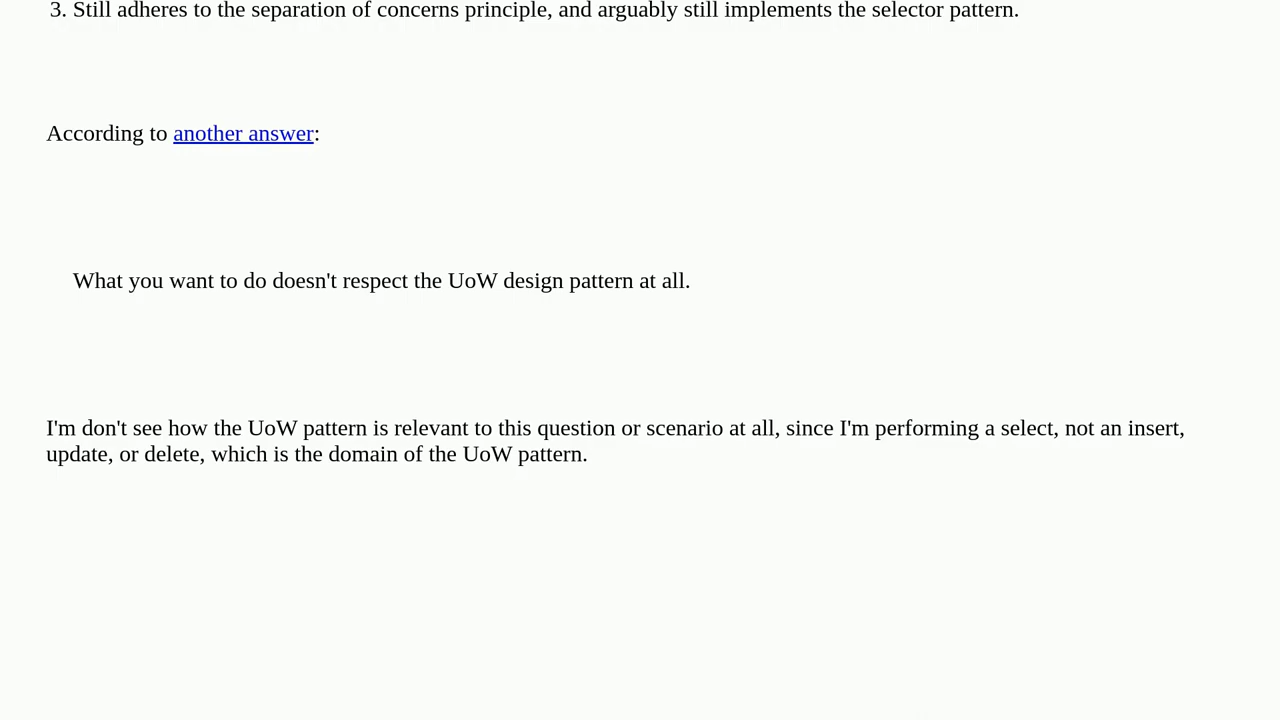 3. Still adheres to the separation of concerns principle, and arguably still implements the selector pattern.
According to another answer:
What you want to do doesn't respect the UoW design pattern at all.
I'm don't see how the UoW pattern is relevant to this question or scenario at all, since I'm performing a select, not an insert,
update, or delete, which is the domain of the UoW pattern.